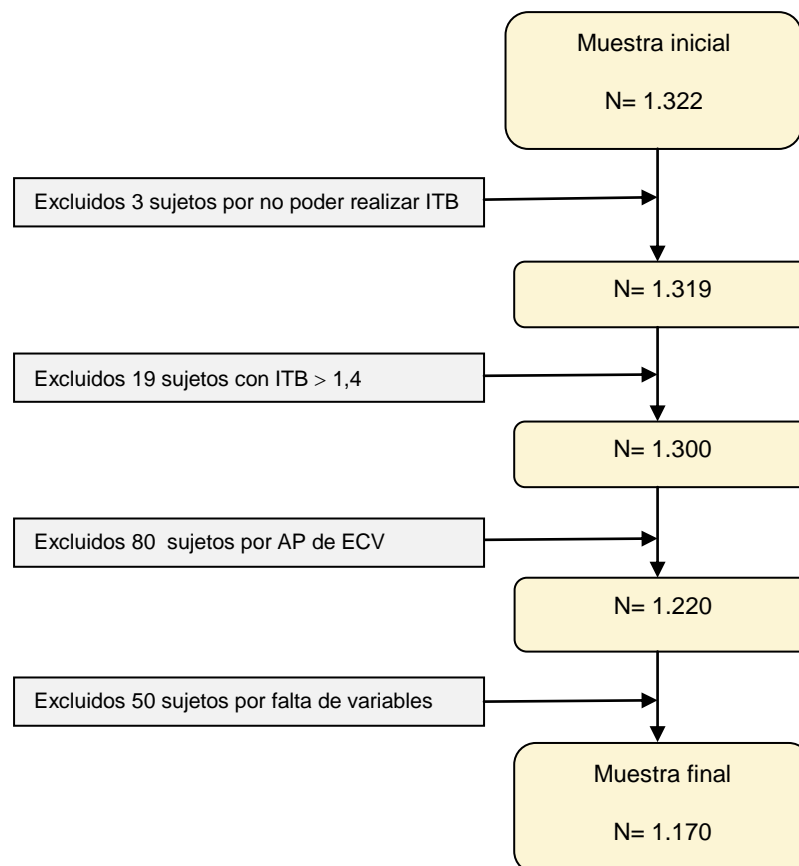 Muestra inicial
N= 1.322
Excluidos 3 sujetos por no poder realizar ITB
N= 1.319
Excluidos 19 sujetos con ITB > 1,4
N= 1.300
Excluidos 80 sujetos por AP de ECV
N= 1.220
Excluidos 50 sujetos por falta de variables
Muestra final
N= 1.170